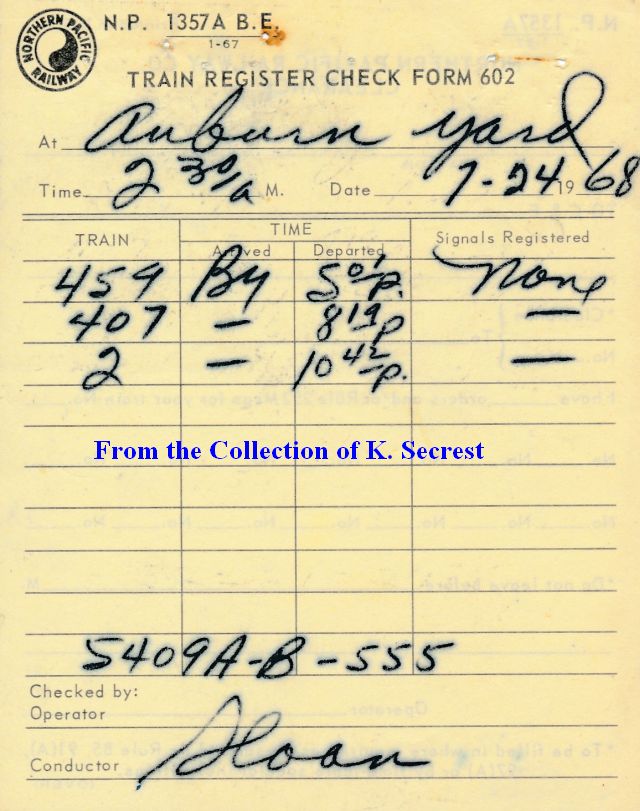 NORTHERN PACIFIC RAILWAY
N.P. 1357A B.E.
1-67
TRAIN REGISTER CHECK FORM 602
At Auburn Yard
Time 2 30/a M. Date 7-24 19 68
TRAIN TIME Signals Registered
Arrived Departed
459 By 5 01/p. None
407 — 8 19 p —
2 — 10 42/p. —
From the Collection of K. Secrest
5409A-B-555
Checked by:
Operator
Conductor Sloan